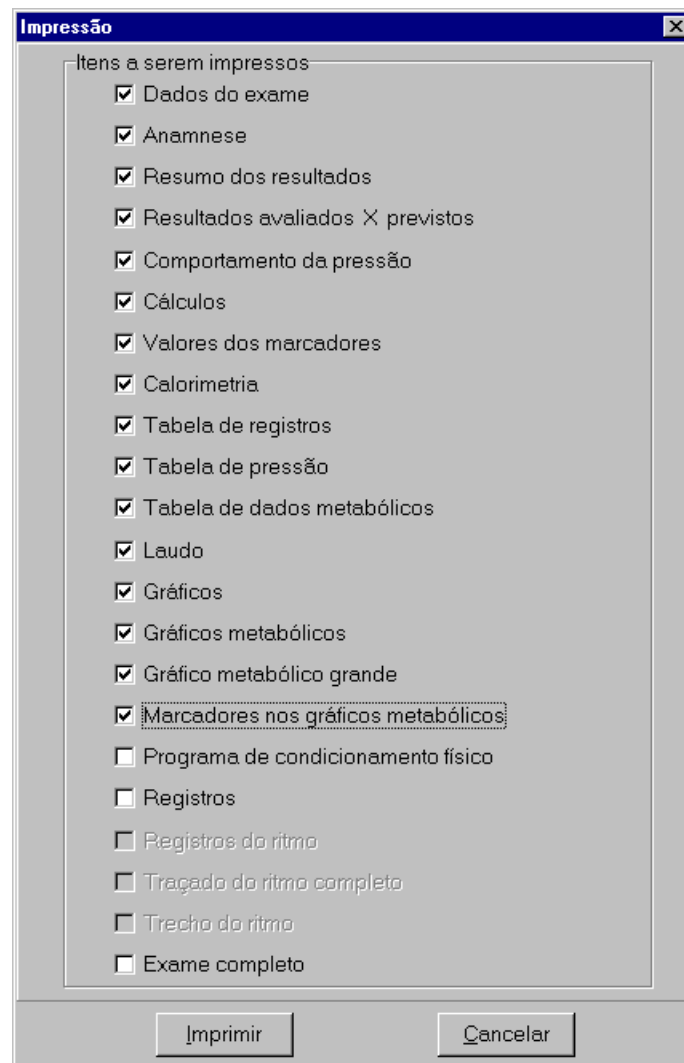 Impressão
Itens a serem impressos
Dados do exame
Anamnese
Resumo dos resultados
Resultados avaliados X previstos
Comportamento da pressão
Cálculos
Valores dos marcadores
Calorimetria
Tabela de registros
Tabela de pressão
Tabela de dados metabólicos
Laudo
Gráficos
Gráficos metabólicos
Gráfico metabólico grande
Marcadores nos gráficos metabólicos
Programa de condicionamento físico
Registros
Registros do ritmo
Traçado do ritmo completo
Trecho do ritmo
Exame completo
Imprimir Cancelar